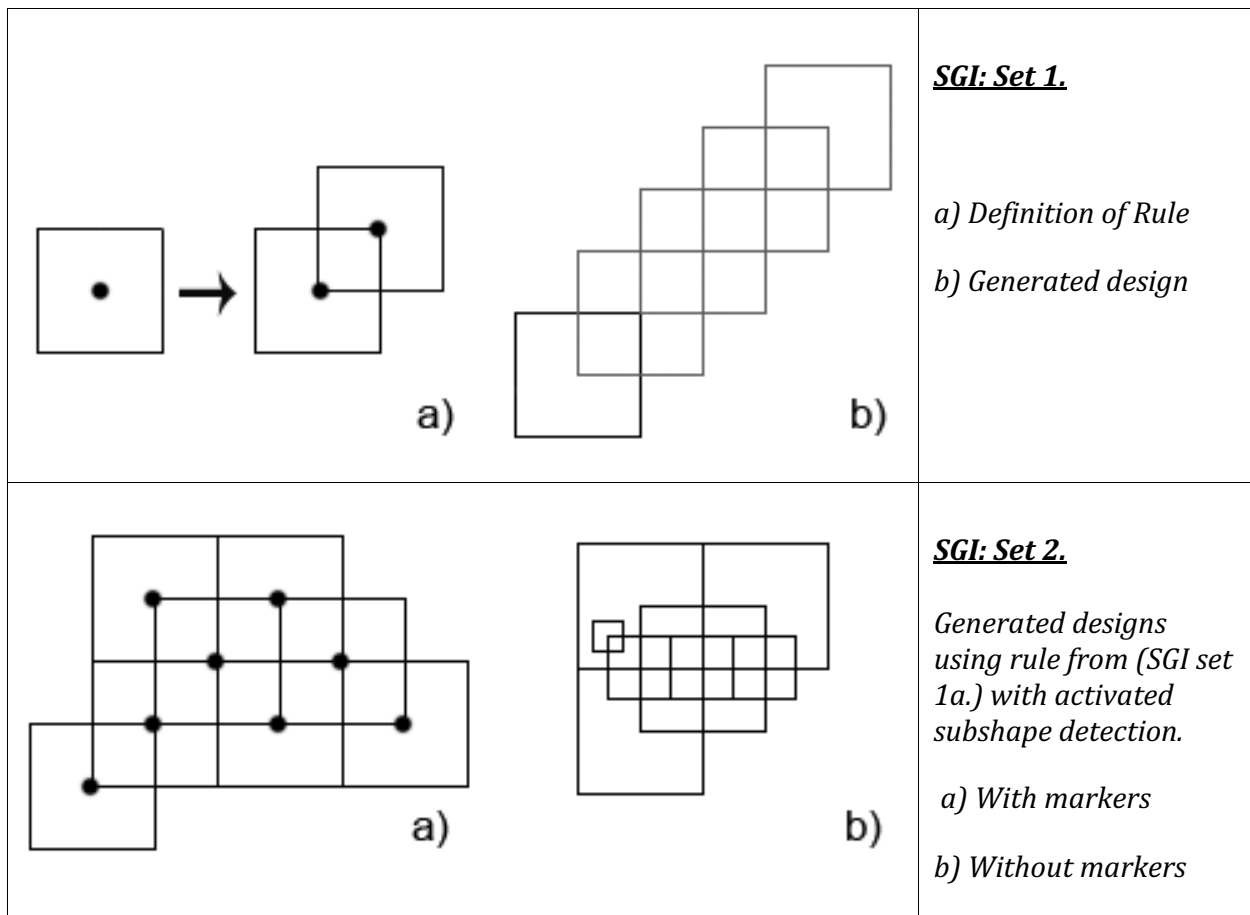 SGI: Set 1.
a) Definition of Rule
b) Generated design
a)
b)
SGI: Set 2.
Generated designs
using rule from (SGI set
1a.) with activated
subshape detection.
a) With markers
b) Without markers
a)
b)